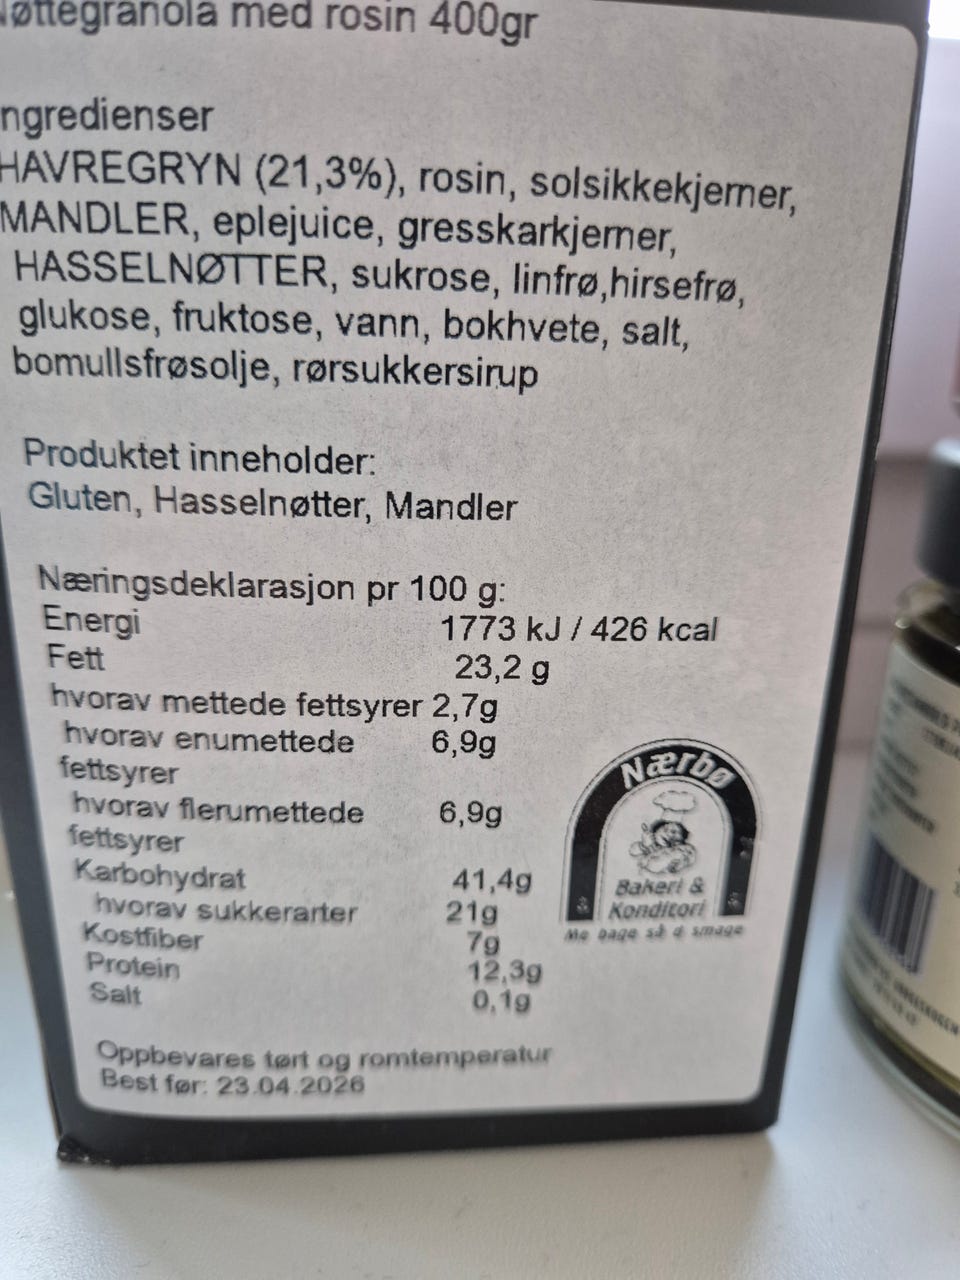 øttegranola med rosin 400gr
ngredienser
HAVREGRYN (21,3%), rosin, solsikkekjerner,
MANDLER, eplejuice, gresskarkjerner,
HASSELNØTTER, sukrose, linfrø,hirsefrø,
glukose, fruktose, vann, bokhvete, salt,
bomullsfrøsolje, rørsukkersirup
Produktet inneholder:
Gluten, Hasselnøtter, Mandler
Næringsdeklarasjon pr 100 g:
Energi 1773 kJ / 426 kcal
Fett 23,2 g
hvorav mettede fettsyrer 2,7g
hvorav enumettede 6,9g
fettsyrer
hvorav flerumettede 6,9g
fettsyrer
Karbohydrat 41,4g
hvorav sukkerarter 21g
Kostfiber 7g
Protein 12,3g
Salt 0,1g
Nærbø
Bakeri &
Konditori
Me bage så d smage
Oppbevares tørt og romtemperatur
Best før: 23.04.2026